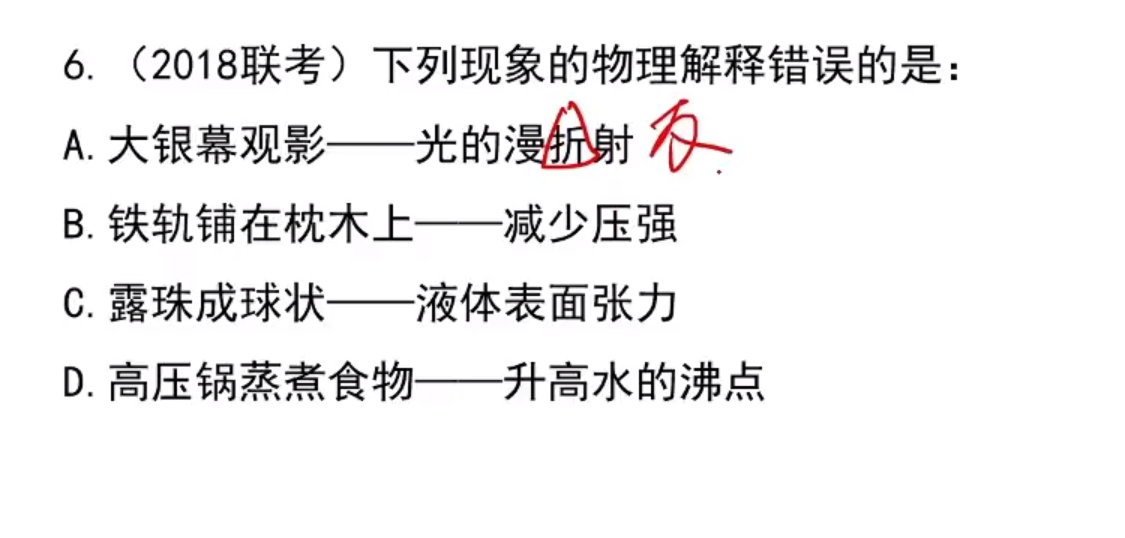 6. （2018联考）下列现象的物理解释错误的是：
A. 大银幕观影——光的漫折射 反
B. 铁轨铺在枕木上——减少压强
C. 露珠成球状——液体表面张力
D. 高压锅蒸煮食物——升高水的沸点